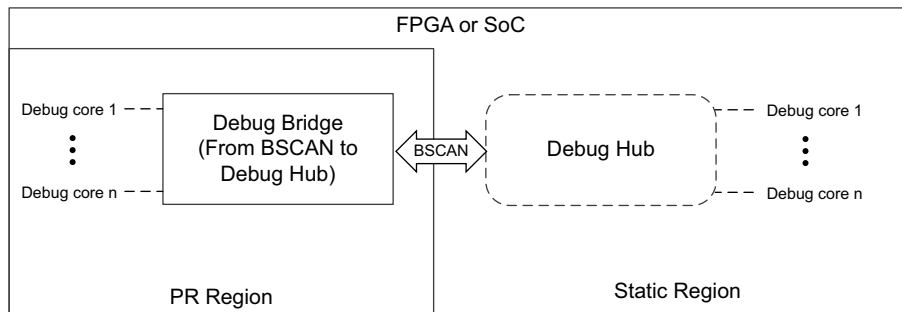 FPGA or SoC
Debug core 1
Debug core n
Debug Bridge
(From BSCAN to
Debug Hub)
BSCAN
Debug Hub
Debug core 1
Debug core n
PR Region
Static Region